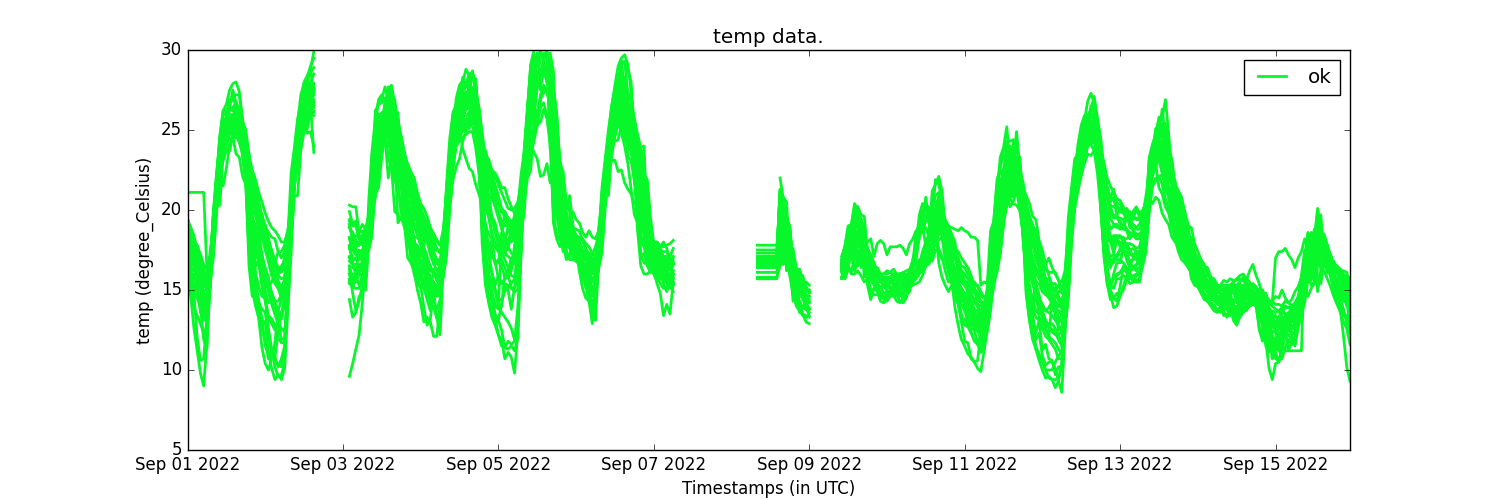 temp data.
ok
30
25
20
15
10
5
temp (degree_Celsius)
Sep 01 2022 Sep 03 2022 Sep 05 2022 Sep 07 2022 Sep 09 2022 Sep 11 2022 Sep 13 2022 Sep 15 2022
Timestamps (in UTC)